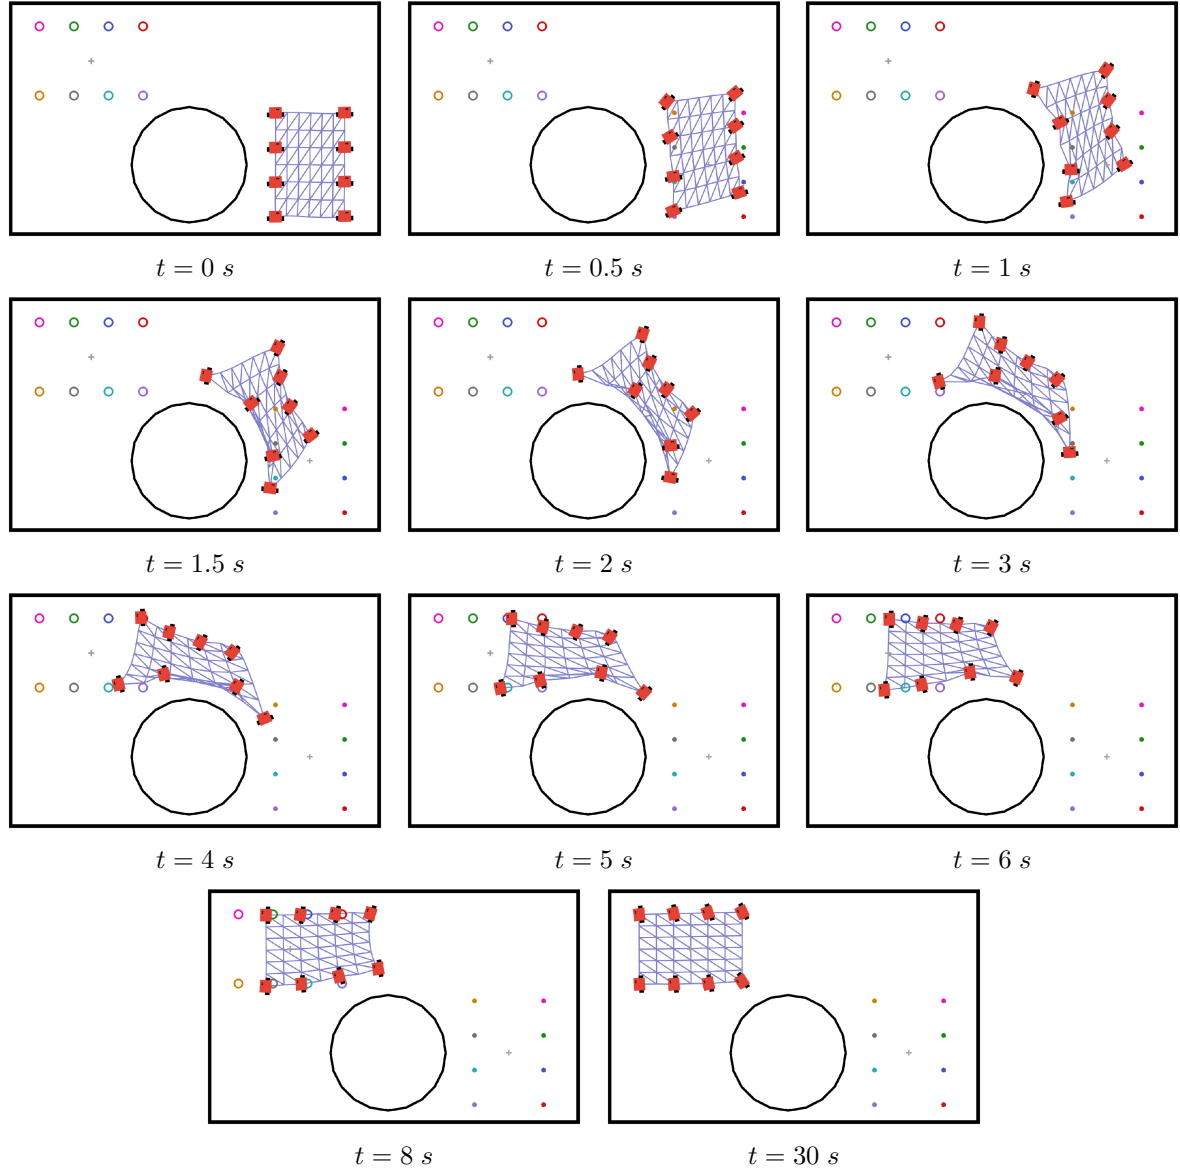 t = 0 s
t = 0.5 s
t = 1 s
t = 1.5 s
t = 2 s
t = 3 s
t = 4 s
t = 5 s
t = 6 s
t = 8 s
t = 30 s